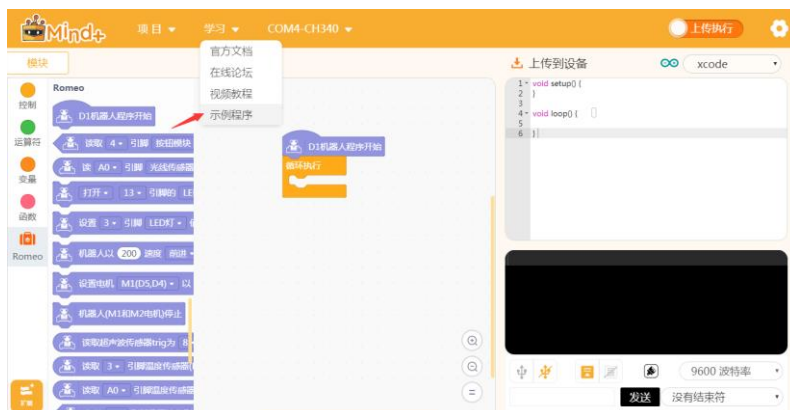 Mind+
项目
学习
COM4-CH340
上传执行
官方文档
在线论坛
视频教程
示例程序
模块
控制
运算符
变量
函数
Romeo
扩展
Romeo
D1机器人程序开始
读取 4 引脚 按钮模块
读 A0 引脚 光线传感器
打开 13 引脚的 LE
设置 3 引脚 LED灯
机器人以 200 速度 前进
设置电机 M1(D5,D4) 以
机器人(M1和M2电机)停止
读取超声波传感器trig为
读取 3 引脚温度传感器
读取 A0 引脚温度传感器
D1机器人程序开始
循环执行
上传到设备
xcode
1 void setup() {
2 }
3
4 void loop() {
5
6 }
9600 波特率
发送
没有结束符